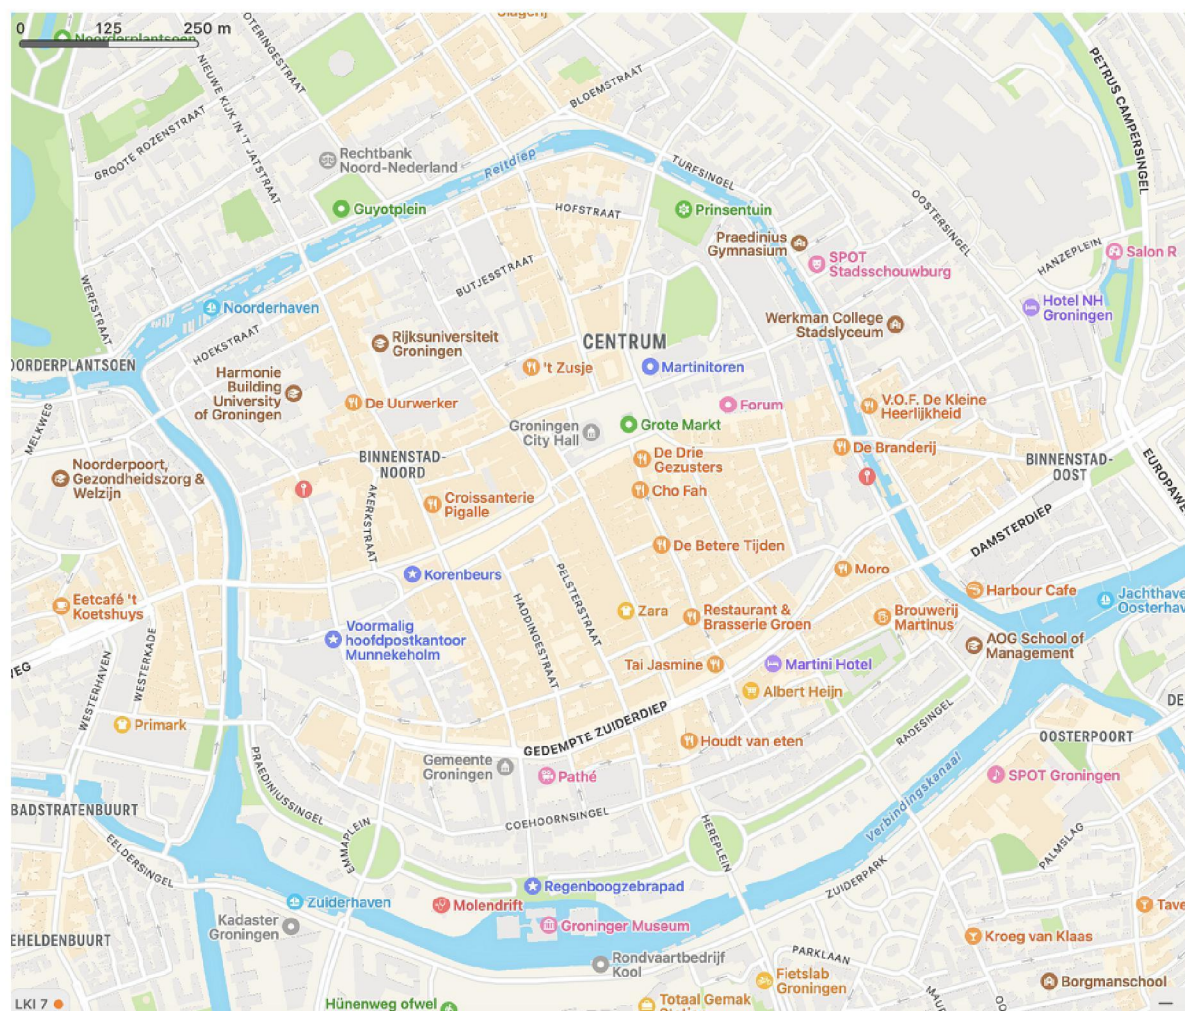 0 125 250 m
Slagerij
Noorderplantsoen
OTERINGESTRAAT
NIEUWE KIJK IN 'T JATSTRAAT
GROOTE ROZENSTRAAT
BLOEMSTRAAT
PETRUS CAMPERSINGEL
Rechtbank
Noord-Nederland
Reitdiep
TURFSINGEL
OOSTERSINGEL
Guyotplein
HOFSTRAAT
Prinsentuin
Praedinius
Gymnasium
SPOT
Stadsschouwburg
HANZEPLEIN
Salon R
WERFSTRAAT
BUTJESSTRAAT
Noorderhaven
Hotel NH
Groningen
Werkman College
Stadslyceum
HOEKSTRAAT
Rijksuniversiteit
Groningen
CENTRUM
OORDERPLANTSOEN
't Zusje
Martinitoren
Harmonie
Building
University
of Groningen
De Uurwerker
Forum
V.O.F. De Kleine
Heerlijkheid
MELKWEG
Groningen
City Hall
Grote Markt
De Branderij
BINNENSTAD-
NOORD
De Drie
Gezusters
BINNENSTAD-
OOST
EUROPAWE
Noorderpoort,
Gezondheidszorg &
Welzijn
AKERKSTRAAT
Croissanterie
Pigalle
Cho Fah
DAMSTERDIEP
De Betere Tijden
Korenbeurs
Moro
PELSTERSTRAAT
HADDINGESTRAAT
Harbour Cafe
Jachthave
Oosterhav
Eetcafé 't
Koetshuys
Zara
Restaurant &
Brasserie Groen
Brouwerij
Martinus
Voormalig
hoofdpostkantoor
Munnekeholm
AOG School of
Management
WEG
WESTERKADE
WESTERHAVEN
Tai Jasmine
Martini Hotel
Albert Heijn
DE
Primark
GEDEMPTE ZUIDERDIEP
RADESINGEL
Houdt van eten
OOSTERPOORT
Gemeente
Groningen
Pathé
SPOT Groningen
PRAEDINIUSSINGEL
Verbindingskanaal
BADSTRATENBUURT
COEHOORNSINGEL
EMMAPLEIN
HEREPLEIN
EELDERSINGEL
PALMSLAG
ZUIDERPARK
Regenboogzebrapad
Zuiderhaven
Molendrift
Tave
Kadaster
Groningen
Groninger Museum
EHELDENBUURT
Kroeg van Klaas
PARKLAAN
Rondvaartbedrijf
Kool
Fietslab
Groningen
Borgmanschool
LKI 7
Hünenweg ofwel
Totaal Gemak